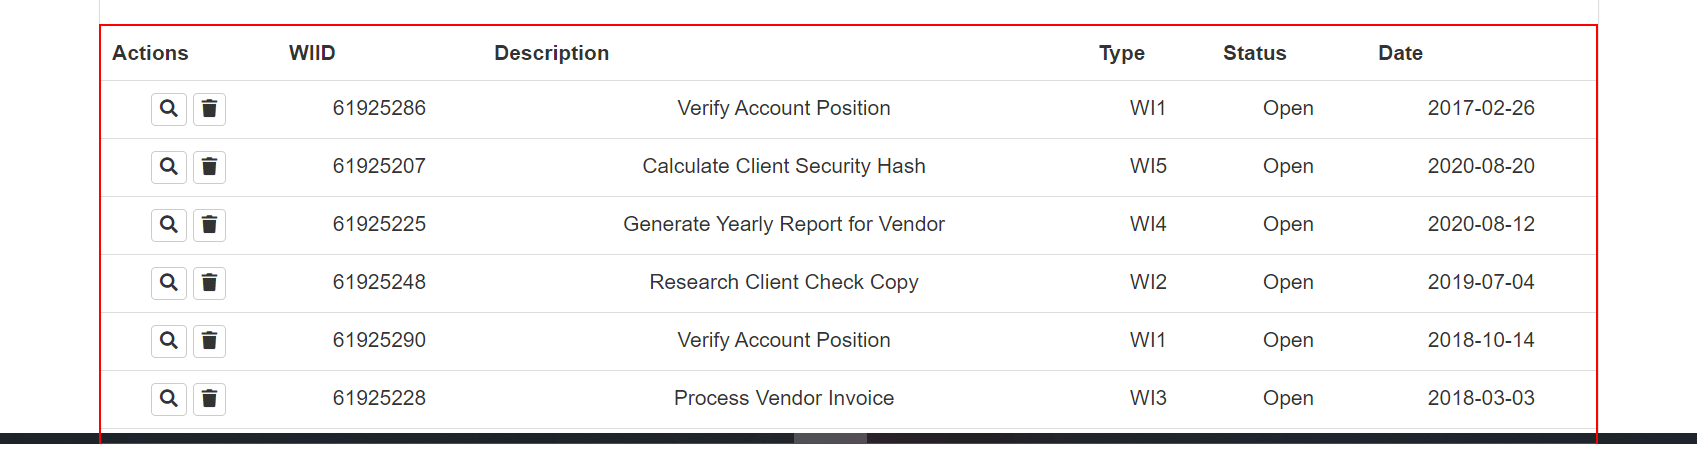 Actions WIID Description Type Status Date
61925286 Verify Account Position WI1 Open 2017-02-26
61925207 Calculate Client Security Hash WI5 Open 2020-08-20
61925225 Generate Yearly Report for Vendor WI4 Open 2020-08-12
61925248 Research Client Check Copy WI2 Open 2019-07-04
61925290 Verify Account Position WI1 Open 2018-10-14
61925228 Process Vendor Invoice WI3 Open 2018-03-03